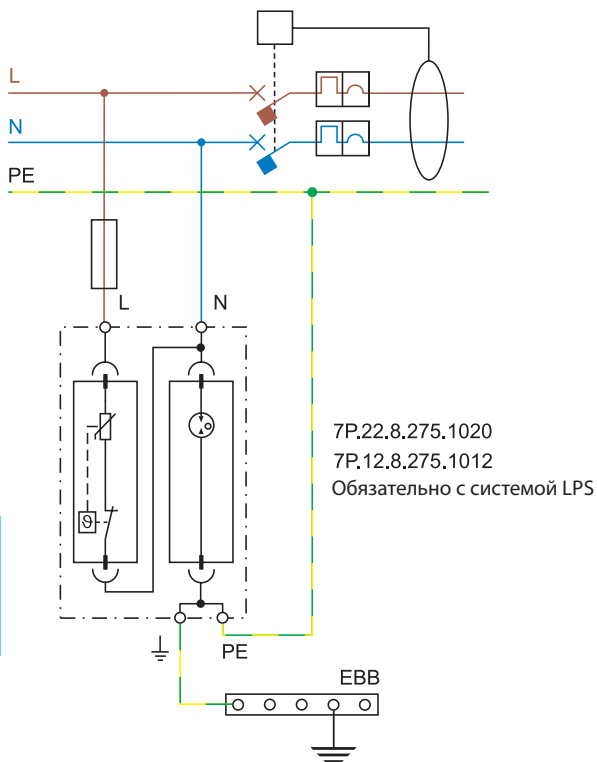 L
N
PE
L
N
7P.22.8.275.1020
7P.12.8.275.1012
Обязательно с системой LPS
ϑ
PE
EBB